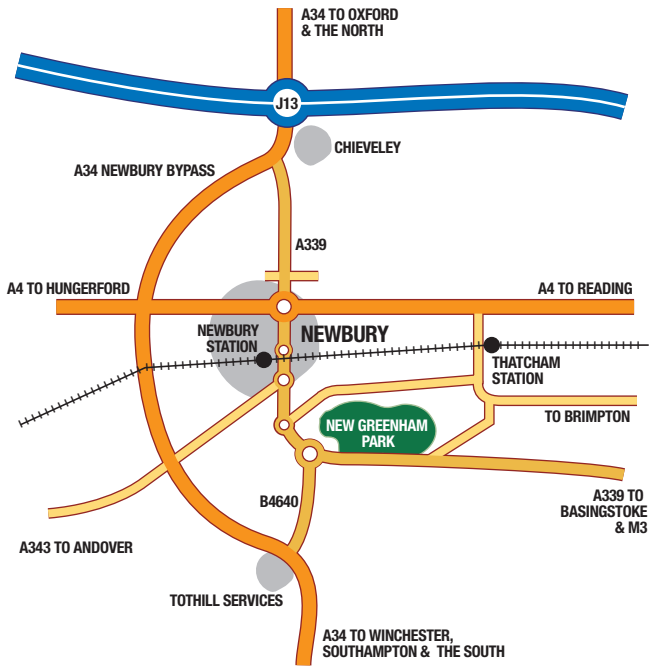 A34 TO OXFORD
& THE NORTH
J13
CHIEVELEY
A34 NEWBURY BYPASS
A339
A4 TO HUNGERFORD
A4 TO READING
NEWBURY
STATION
NEWBURY
THATCHAM
STATION
TO BRIMPTON
NEW GREENHAM
PARK
B4640
A339 TO
BASINGSTOKE
& M3
A343 TO ANDOVER
TOTHILL SERVICES
A34 TO WINCHESTER,
SOUTHAMPTON & THE SOUTH